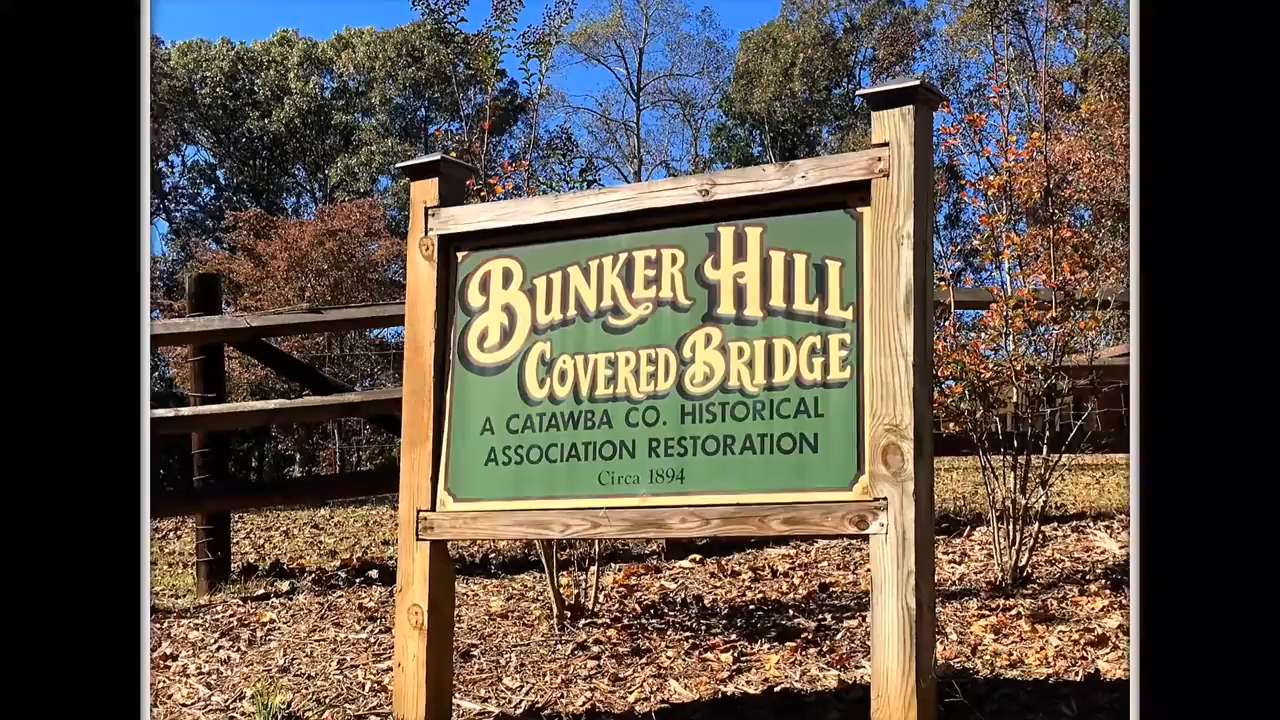 BUNKER HILL
COVERED BRIDGE
A CATAWBA CO. HISTORICAL
ASSOCIATION RESTORATION
Circa 1894